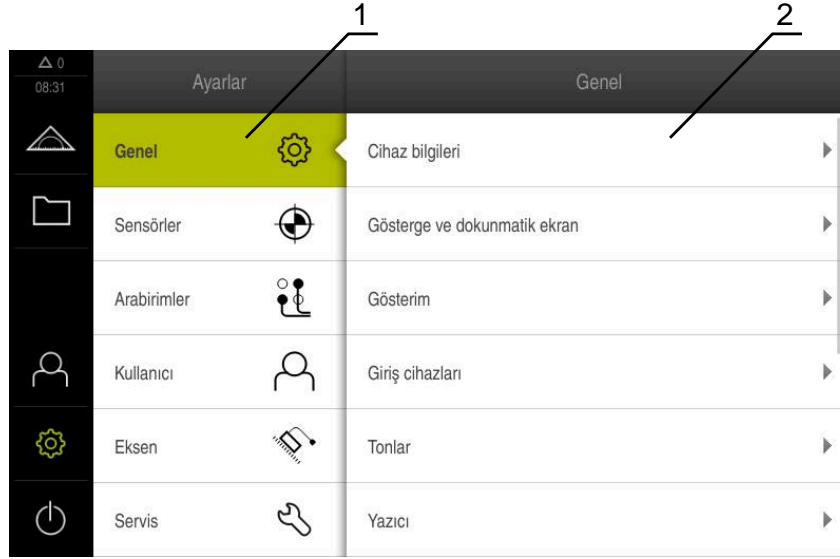 1
2
△ 0
08:31
Ayarlar
Genel
Genel
Sensörler
Arabirimler
Kullanıcı
Eksen
Servis
Cihaz bilgileri
Gösterge ve dokunmatik ekran
Gösterim
Giriş cihazları
Tonlar
Yazıcı